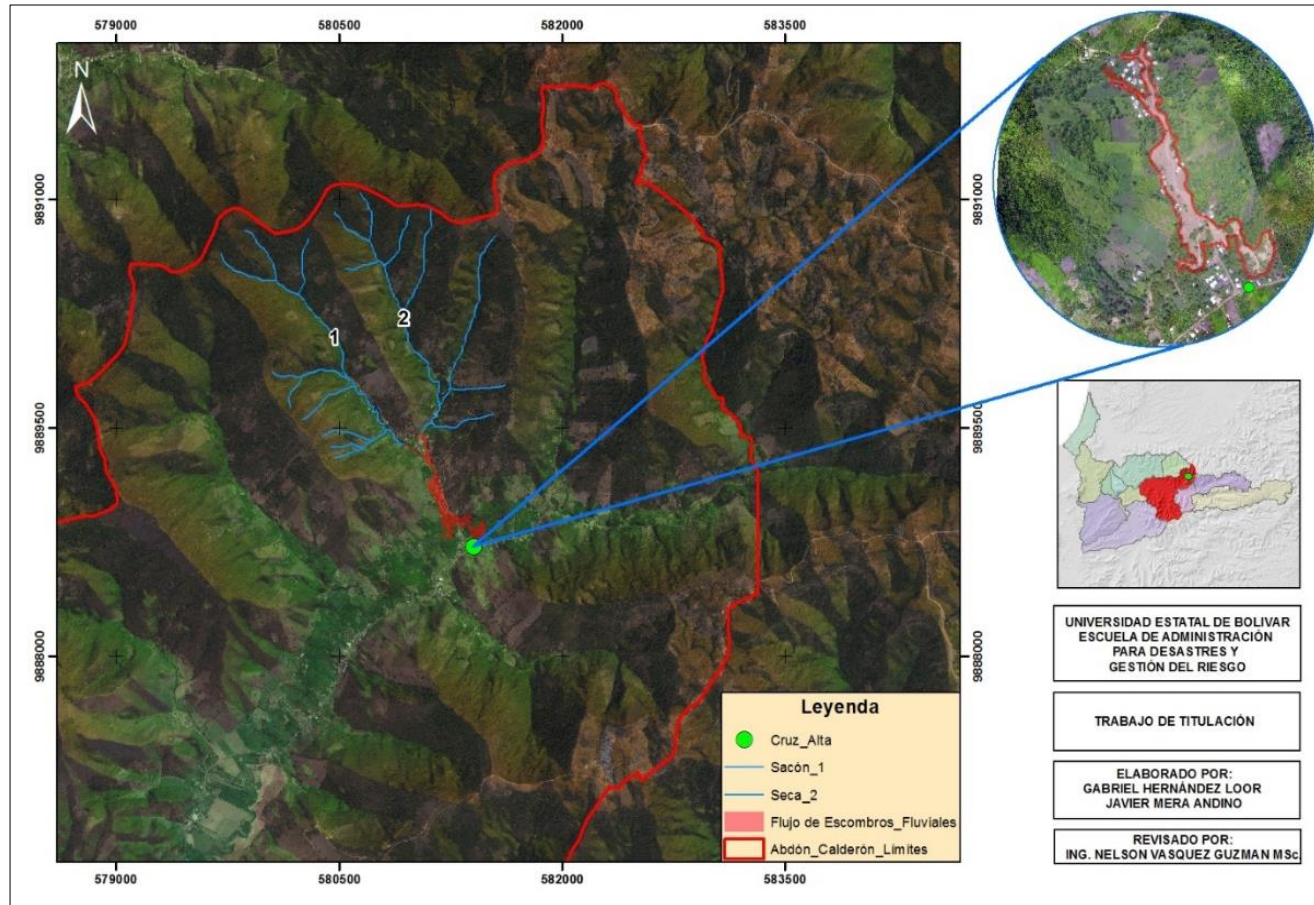 579000
580500
582000
583500
N
9891000
9891000
1
2
9889500
9889500
9888000
9888000
Leyenda
Cruz_Alta
Sacón_1
Seca_2
Flujo de Escombros_Fluviales
Abdón_Calderón_Límites
579000
580500
582000
583500
UNIVERSIDAD ESTATAL DE BOLIVAR
ESCUELA DE ADMINISTRACIÓN
PARA DESASTRES Y
GESTIÓN DEL RIESGO
TRABAJO DE TITULACIÓN
ELABORADO POR:
GABRIEL HERNÁNDEZ LOOR
JAVIER MERA ANDINO
REVISADO POR:
ING. NELSON VASQUEZ GUZMAN MSc.